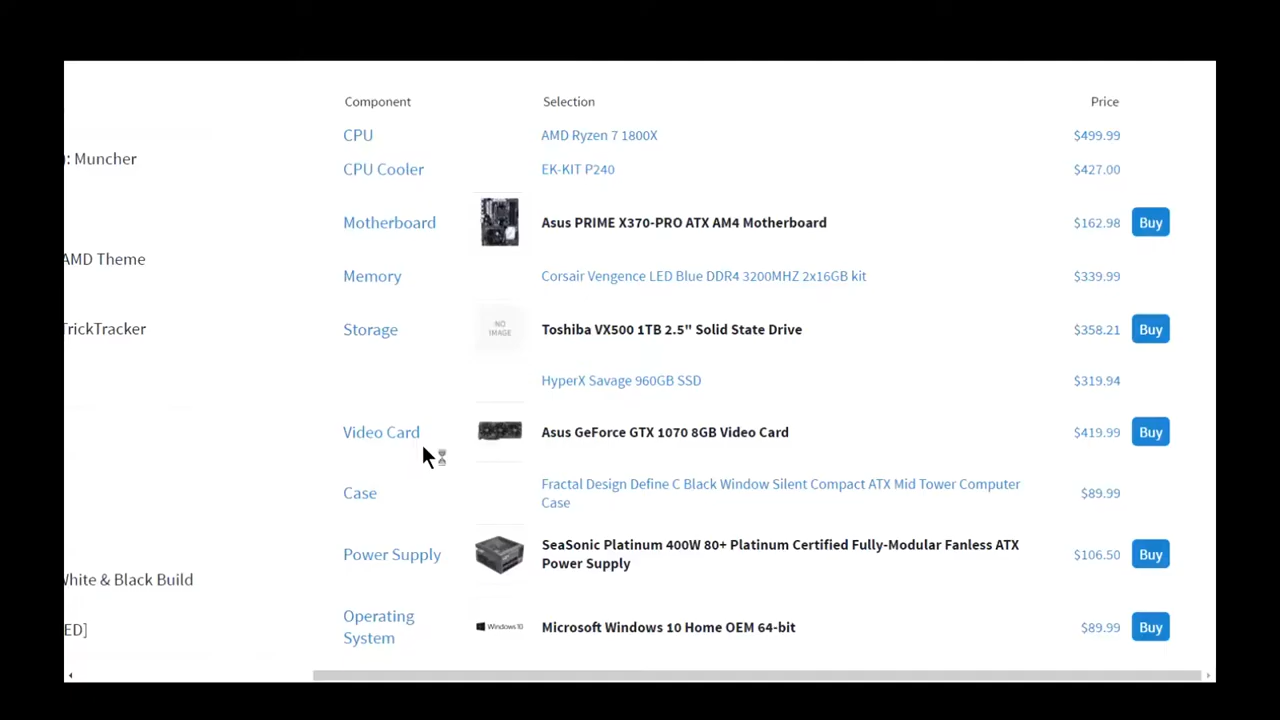 Component Selection Price
CPU AMD Ryzen 7 1800X $499.99
: Muncher
CPU Cooler EK-KIT P240 $427.00
Motherboard Asus PRIME X370-PRO ATX AM4 Motherboard $162.98 Buy
AMD Theme
Memory Corsair Vengence LED Blue DDR4 3200MHZ 2x16GB kit $339.99
TrickTracker
Storage NO IMAGE Toshiba VX500 1TB 2.5" Solid State Drive $358.21 Buy
HyperX Savage 960GB SSD $319.94
Video Card Asus GeForce GTX 1070 8GB Video Card $419.99 Buy
Case Fractal Design Define C Black Window Silent Compact ATX Mid Tower Computer
Case $89.99
Power Supply SeaSonic Platinum 400W 80+ Platinum Certified Fully-Modular Fanless ATX
Power Supply $106.50 Buy
White & Black Build
Operating
System Windows 10 Microsoft Windows 10 Home OEM 64-bit $89.99 Buy
ED]